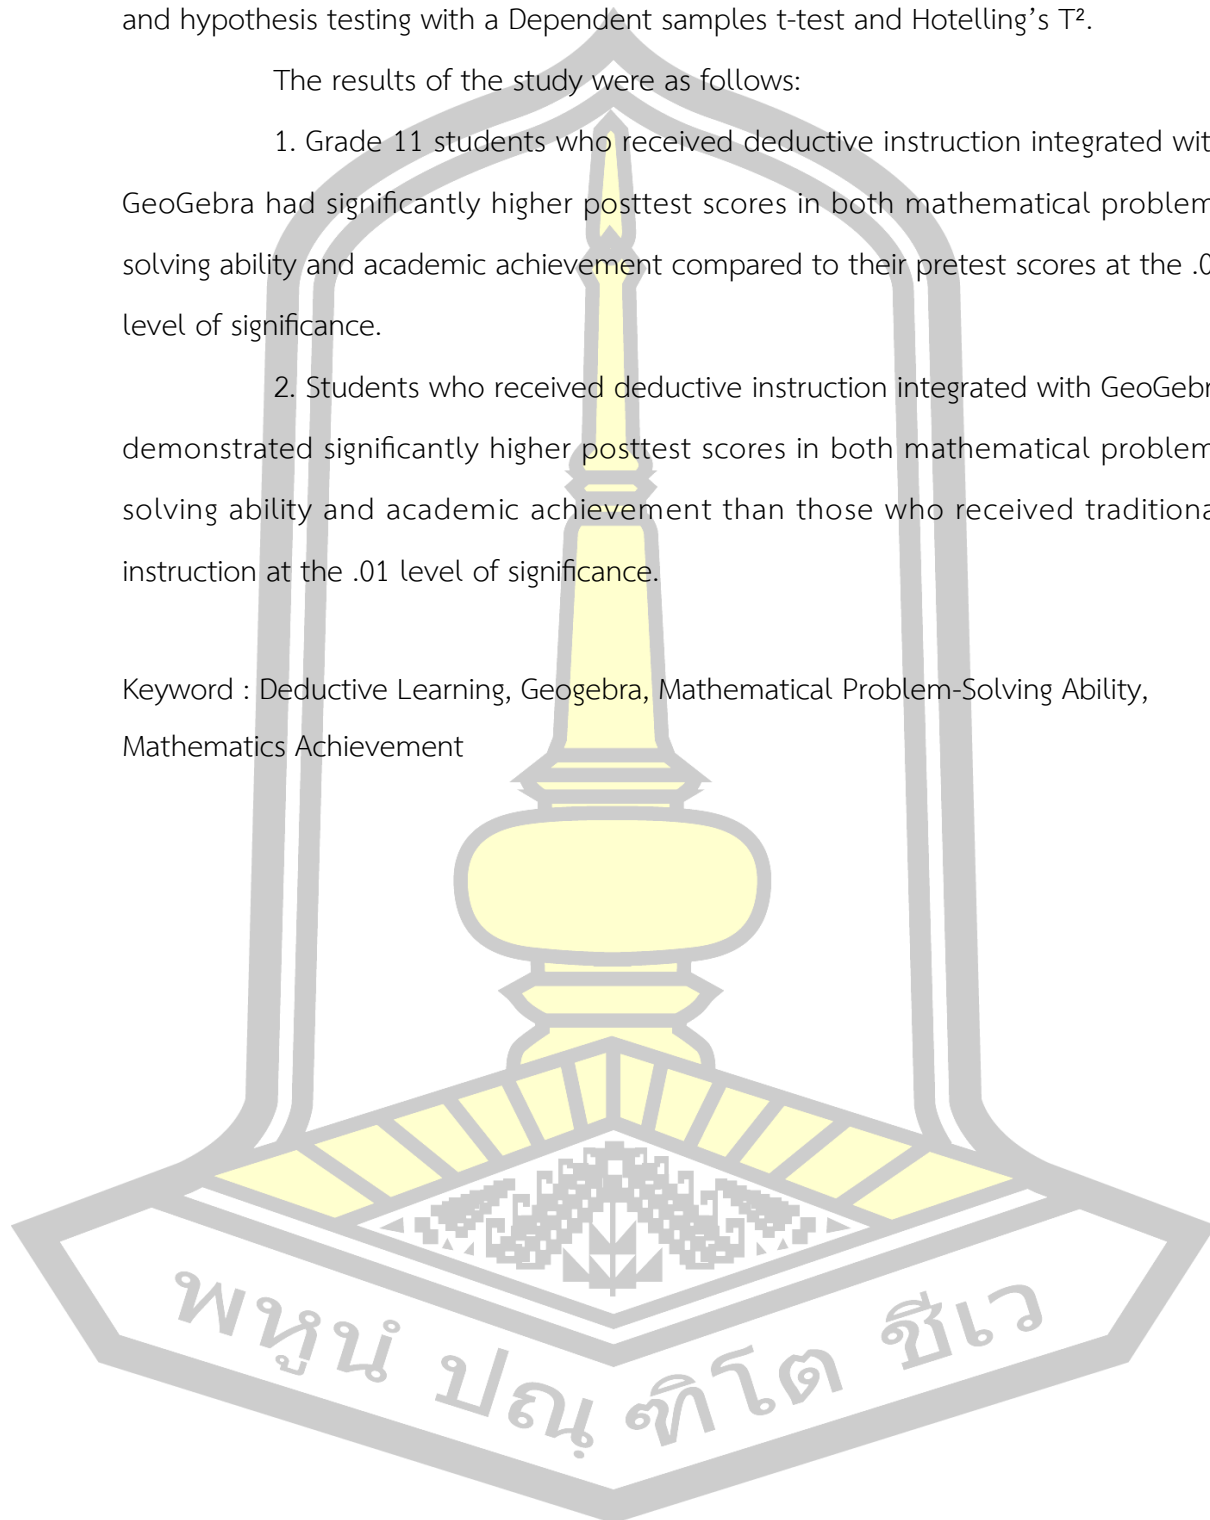 and hypothesis testing with a Dependent samples t-test and Hotelling’s T².
The results of the study were as follows:
1. Grade 11 students who received deductive instruction integrated wit
GeoGebra had significantly higher posttest scores in both mathematical problem
solving ability and academic achievement compared to their pretest scores at the .0
level of significance.
2. Students who received deductive instruction integrated with GeoGebr
demonstrated significantly higher posttest scores in both mathematical problem
solving ability and academic achievement than those who received traditiona
instruction at the .01 level of significance.
Keyword : Deductive Learning, Geogebra, Mathematical Problem-Solving Ability,
Mathematics Achievement
พหูนํ ปณฺฑิโต ชีเว